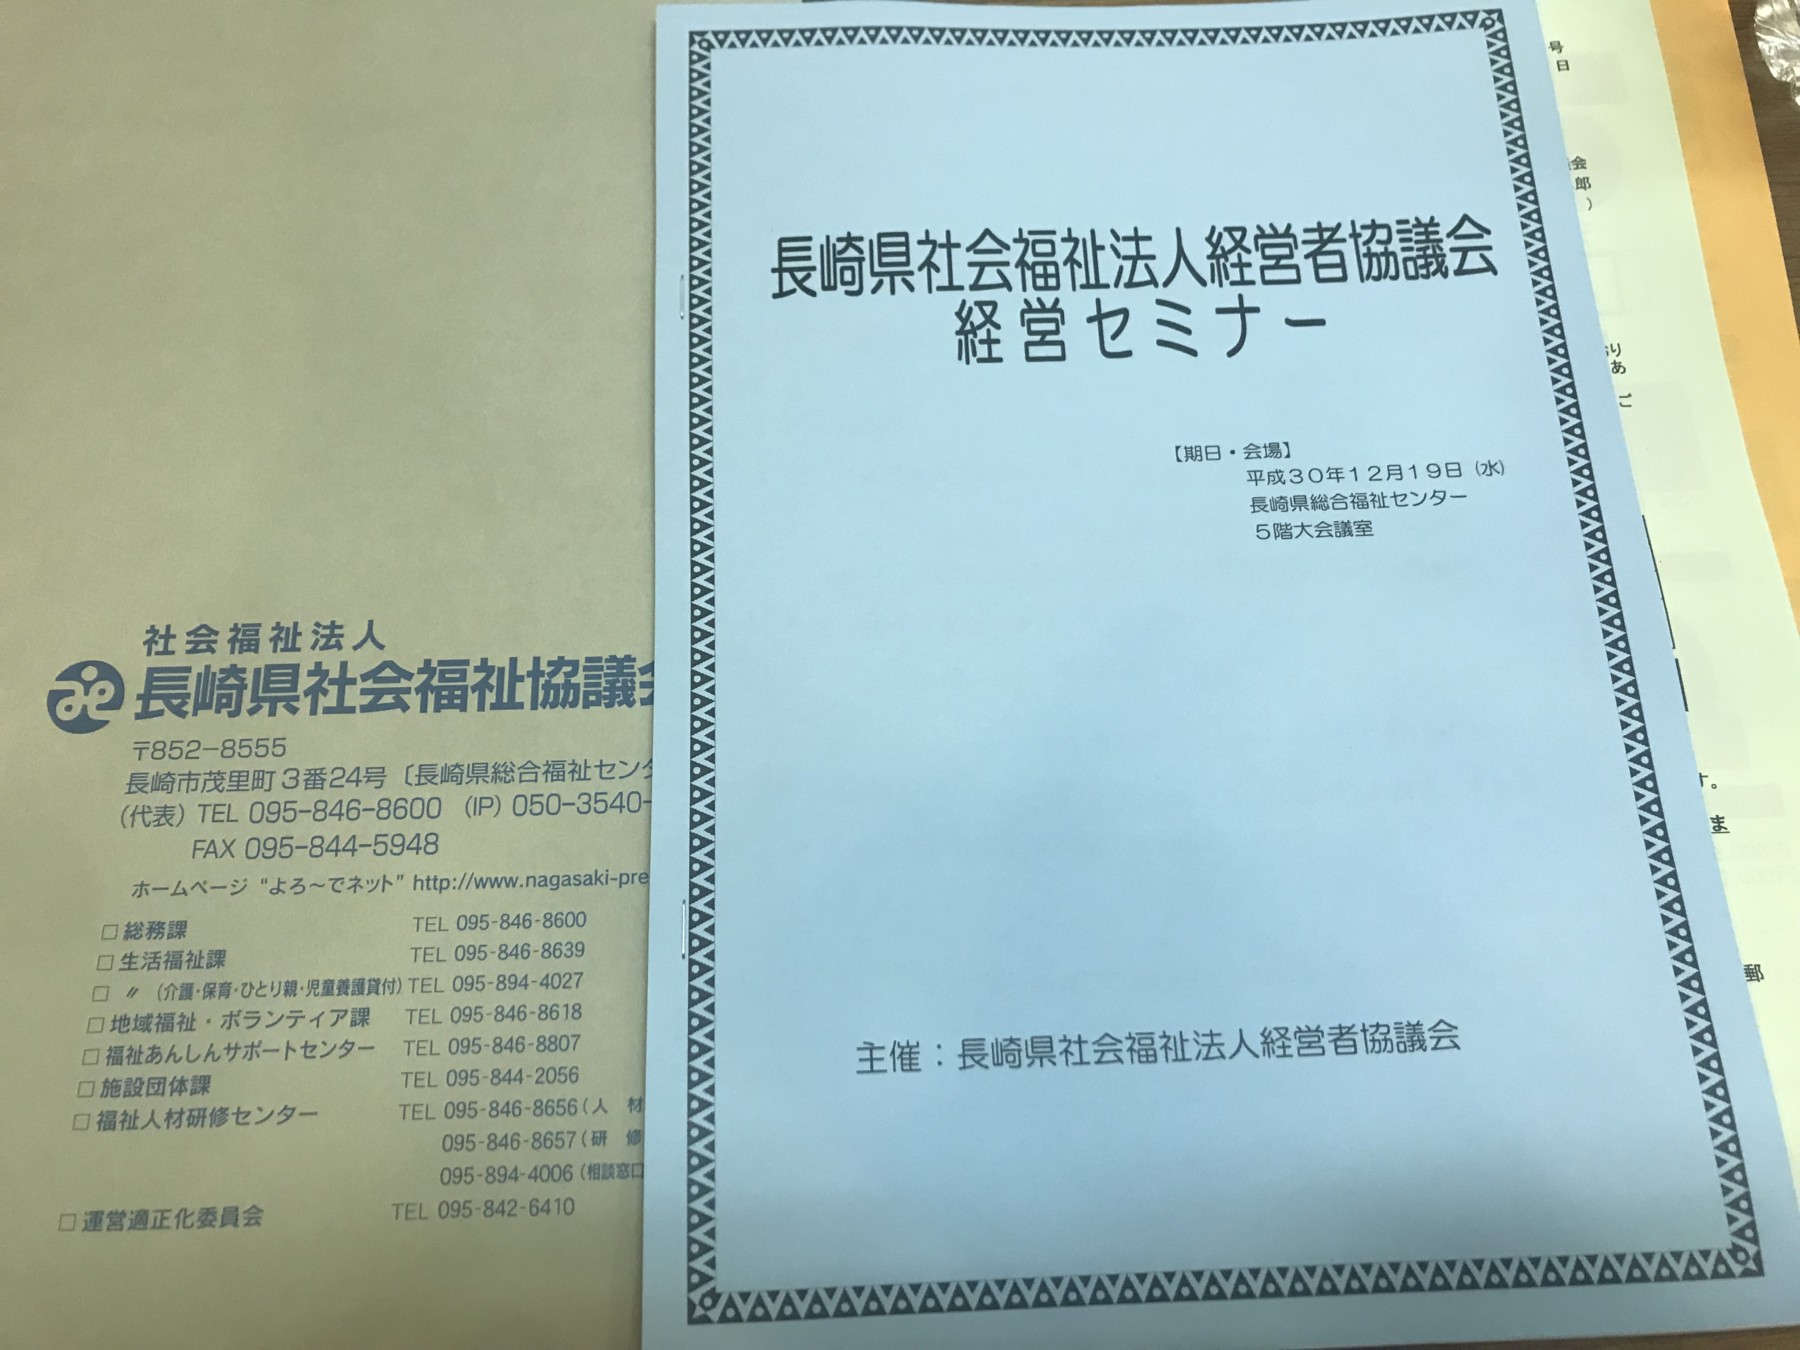 長崎県社会福祉法人経営者協議会
経営セミナー
【期日・会場】
平成30年12月19日(水)
長崎県総合福祉センター
5階大会議室
主催：長崎県社会福祉法人経営者協議会
社会福祉法人
長崎県社会福祉協議会
〒852-8555
長崎市茂里町3番24号〔長崎県総合福祉センタ
(代表) TEL 095-846-8600 (IP) 050-3540-
FAX 095-844-5948
ホームページ "よろ〜でネット" http://www.nagasaki-pre
□ 総務課 TEL 095-846-8600
□ 生活福祉課 TEL 095-846-8639
□ 〃 (介護・保育・ひとり親・児童養護貸付) TEL 095-894-4027
□ 地域福祉・ボランティア課 TEL 095-846-8618
□ 福祉あんしんサポートセンター TEL 095-846-8807
□ 施設団体課 TEL 095-844-2056
□ 福祉人材研修センター TEL 095-846-8656(人 材
095-846-8657(研 修
095-894-4006(相談窓口
□ 運営適正化委員会 TEL 095-842-6410
号
日
会
郎
)
り
あ
ご
す。
ま
郵